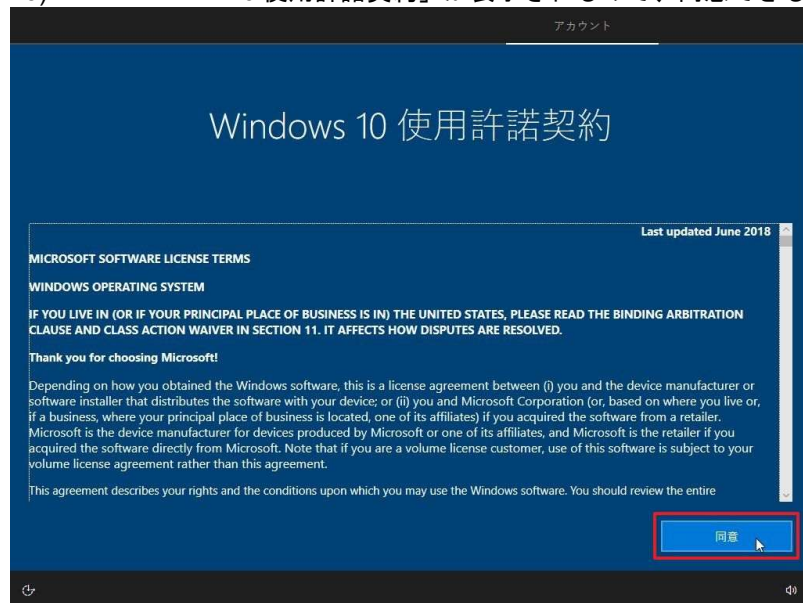 アカウント
Windows 10 使用許諾契約
Last updated June 2018
MICROSOFT SOFTWARE LICENSE TERMS
WINDOWS OPERATING SYSTEM
IF YOU LIVE IN (OR IF YOUR PRINCIPAL PLACE OF BUSINESS IS IN) THE UNITED STATES, PLEASE READ THE BINDING ARBITRATION
CLAUSE AND CLASS ACTION WAIVER IN SECTION 11. IT AFFECTS HOW DISPUTES ARE RESOLVED.
Thank you for choosing Microsoft!
Depending on how you obtained the Windows software, this is a license agreement between (i) you and the device manufacturer or
software installer that distributes the software with your device; or (ii) you and Microsoft Corporation (or, based on where you live or,
if a business, where your principal place of business is located, one of its affiliates) if you acquired the software from a retailer.
Microsoft is the device manufacturer for devices produced by Microsoft or one of its affiliates, and Microsoft is the retailer if you
acquired the software directly from Microsoft. Note that if you are a volume license customer, use of this software is subject to your
volume license agreement rather than this agreement.
This agreement describes your rights and the conditions upon which you may use the Windows software. You should review the entire
同意